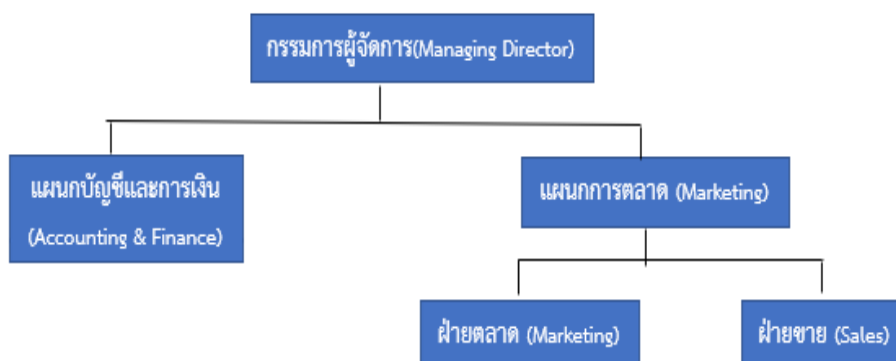 กรรมการผู้จัดการ(Managing Director)
แผนกบัญชีและการเงิน
(Accounting & Finance)
แผนกการตลาด (Marketing)
ฝ่ายตลาด (Marketing)
ฝ่ายขาย (Sales)